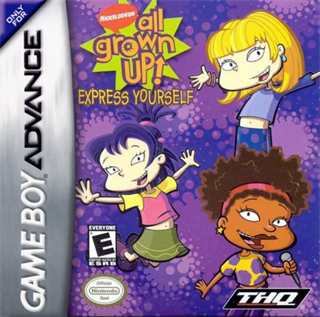 ONLY
FOR
GAME BOY ADVANCE
NICKELODEON
all
grown
UP!
EXPRESS YOURSELF
EVERYONE
E
ESRB
Official
Nintendo
Seal
THQ